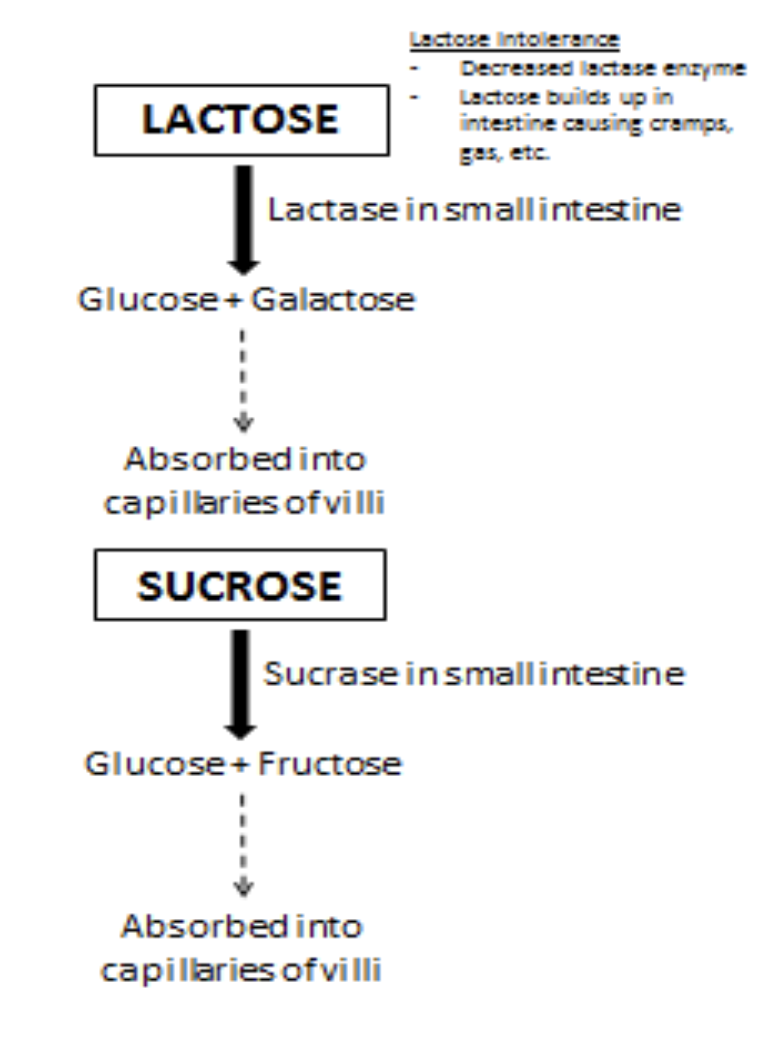 Lactose Intolerance
- Decreased lactase enzyme
- Lactose builds up in
intestine causing cramps,
gas, etc.
LACTOSE
Lactase in small intestine
Glucose + Galactose
Absorbed into
capillaries of villi
SUCROSE
Sucrase in small intestine
Glucose + Fructose
Absorbed into
capillaries of villi